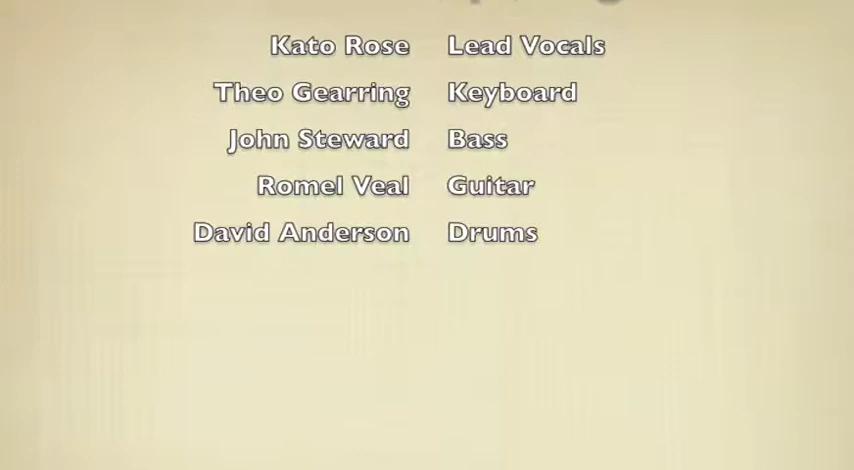 Kato Rose Lead Vocals
Theo Gearring Keyboard
John Steward Bass
Romel Veal Guitar
David Anderson Drums